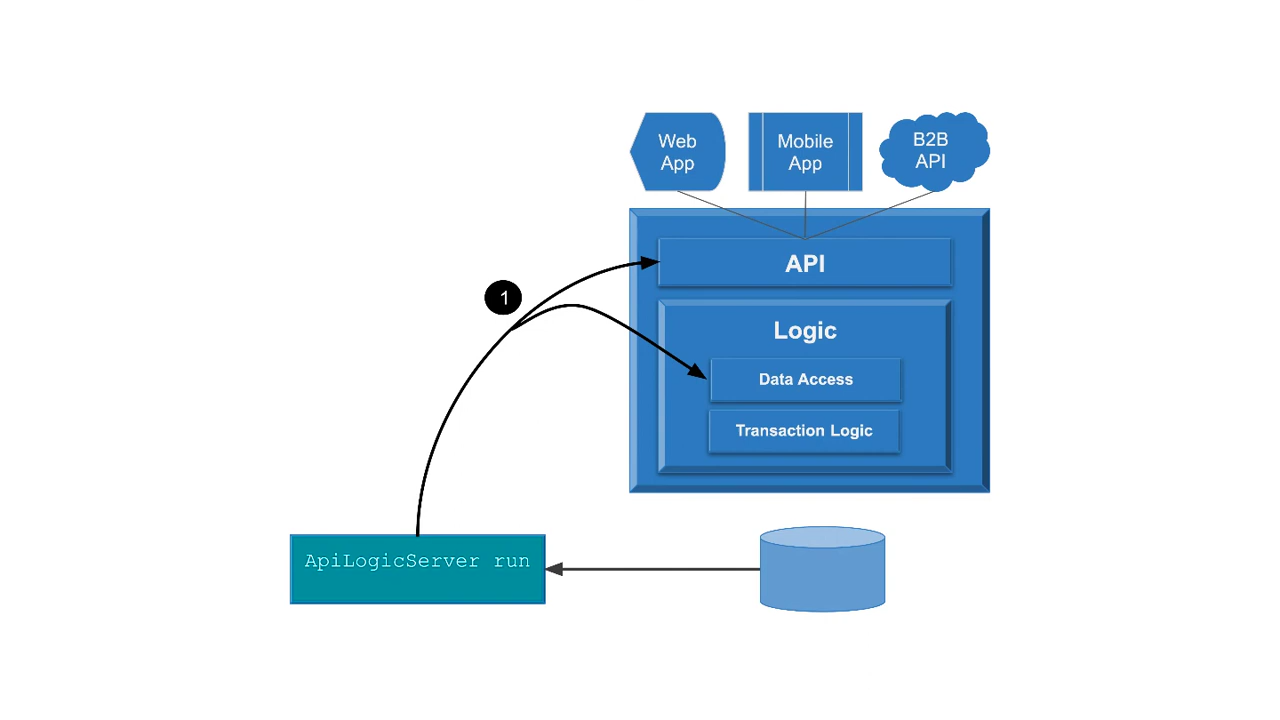 Web
App
Mobile
App
B2B
API
API
1
Logic
Data Access
Transaction Logic
ApiLogicServer run